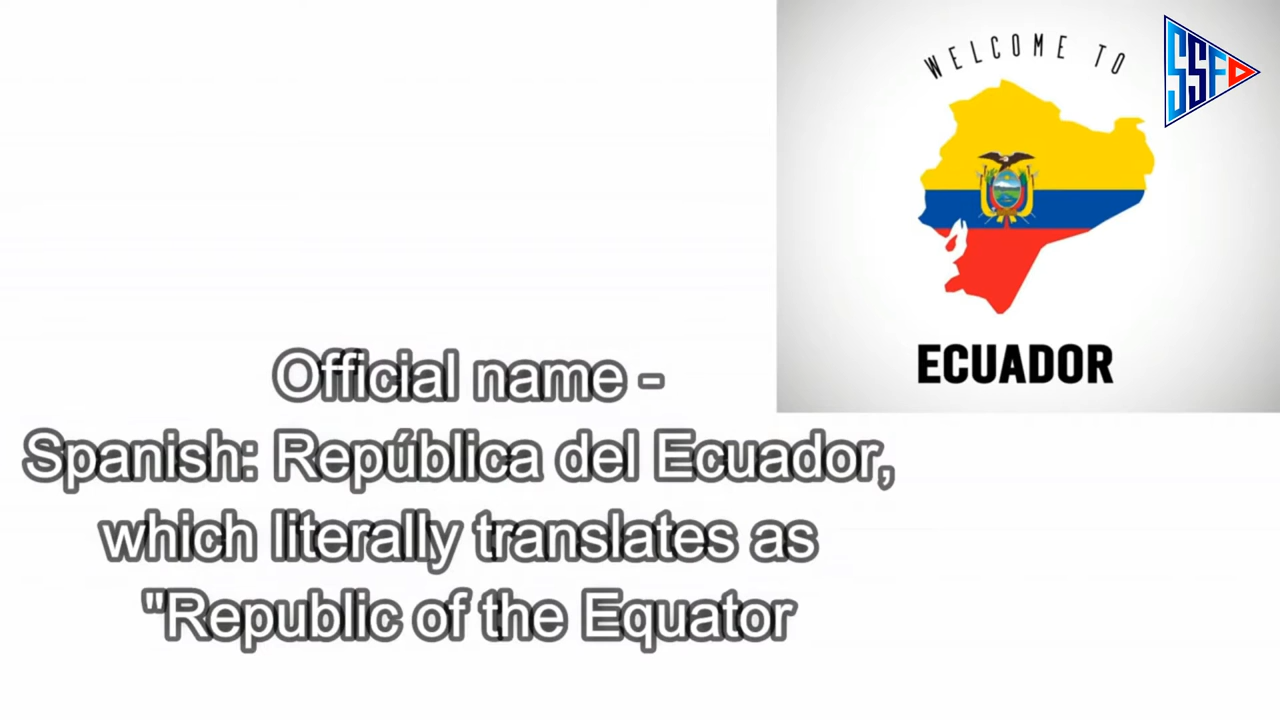 WELCOME TO
SSF
ECUADOR
Official name -
Spanish: República del Ecuador,
which literally translates as
"Republic of the Equator